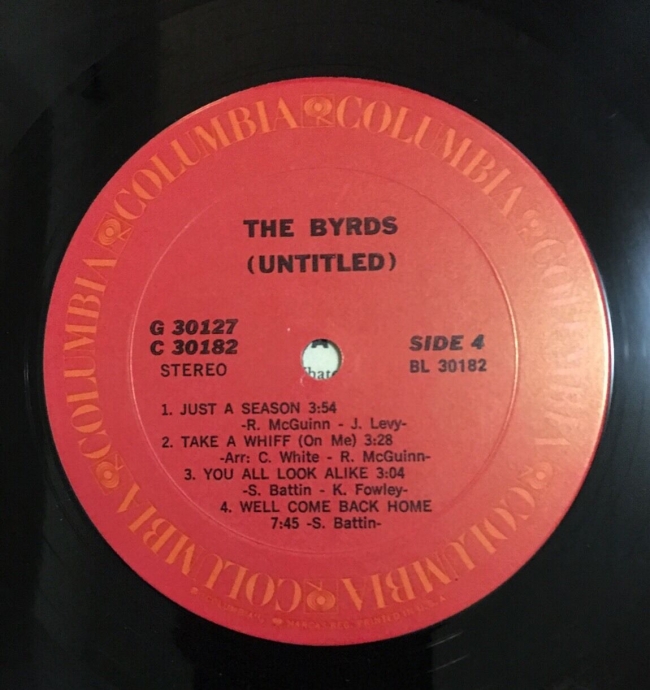 COLUMBIA COLUMBIA COLUMBIA COLUMBIA COLUMBIA COLUMBIA COLUMBIA COLUMBIA
THE BYRDS
(UNTITLED)
G 30127
C 30182
STEREO
SIDE 4
BL 30182
1. JUST A SEASON 3:54
-R. McGuinn - J. Levy-
2. TAKE A WHIFF (On Me) 3:28
-Arr: C. White - R. McGuinn-
3. YOU ALL LOOK ALIKE 3:04
-S. Battin - K. Fowley-
4. WELL COME BACK HOME
7:45 -S. Battin-